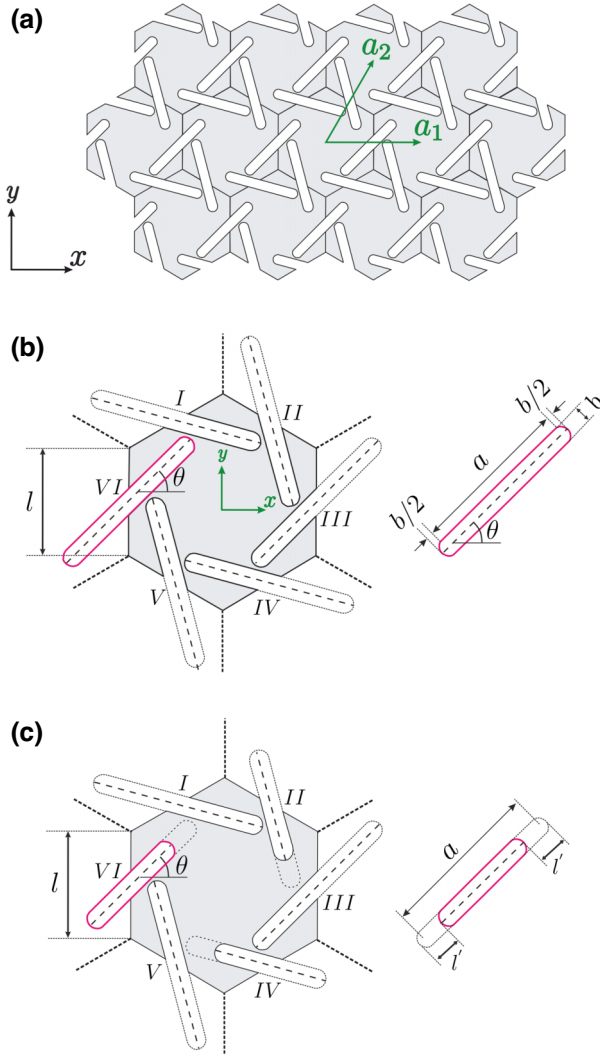 (a)
a₂
a₁
y
x
(b)
I
II
b/2
b
y
VI
θ
a
l
x
III
b/2
θ
V
IV
(c)
I
II
a
VI
θ
l'
l
III
V
l'
IV